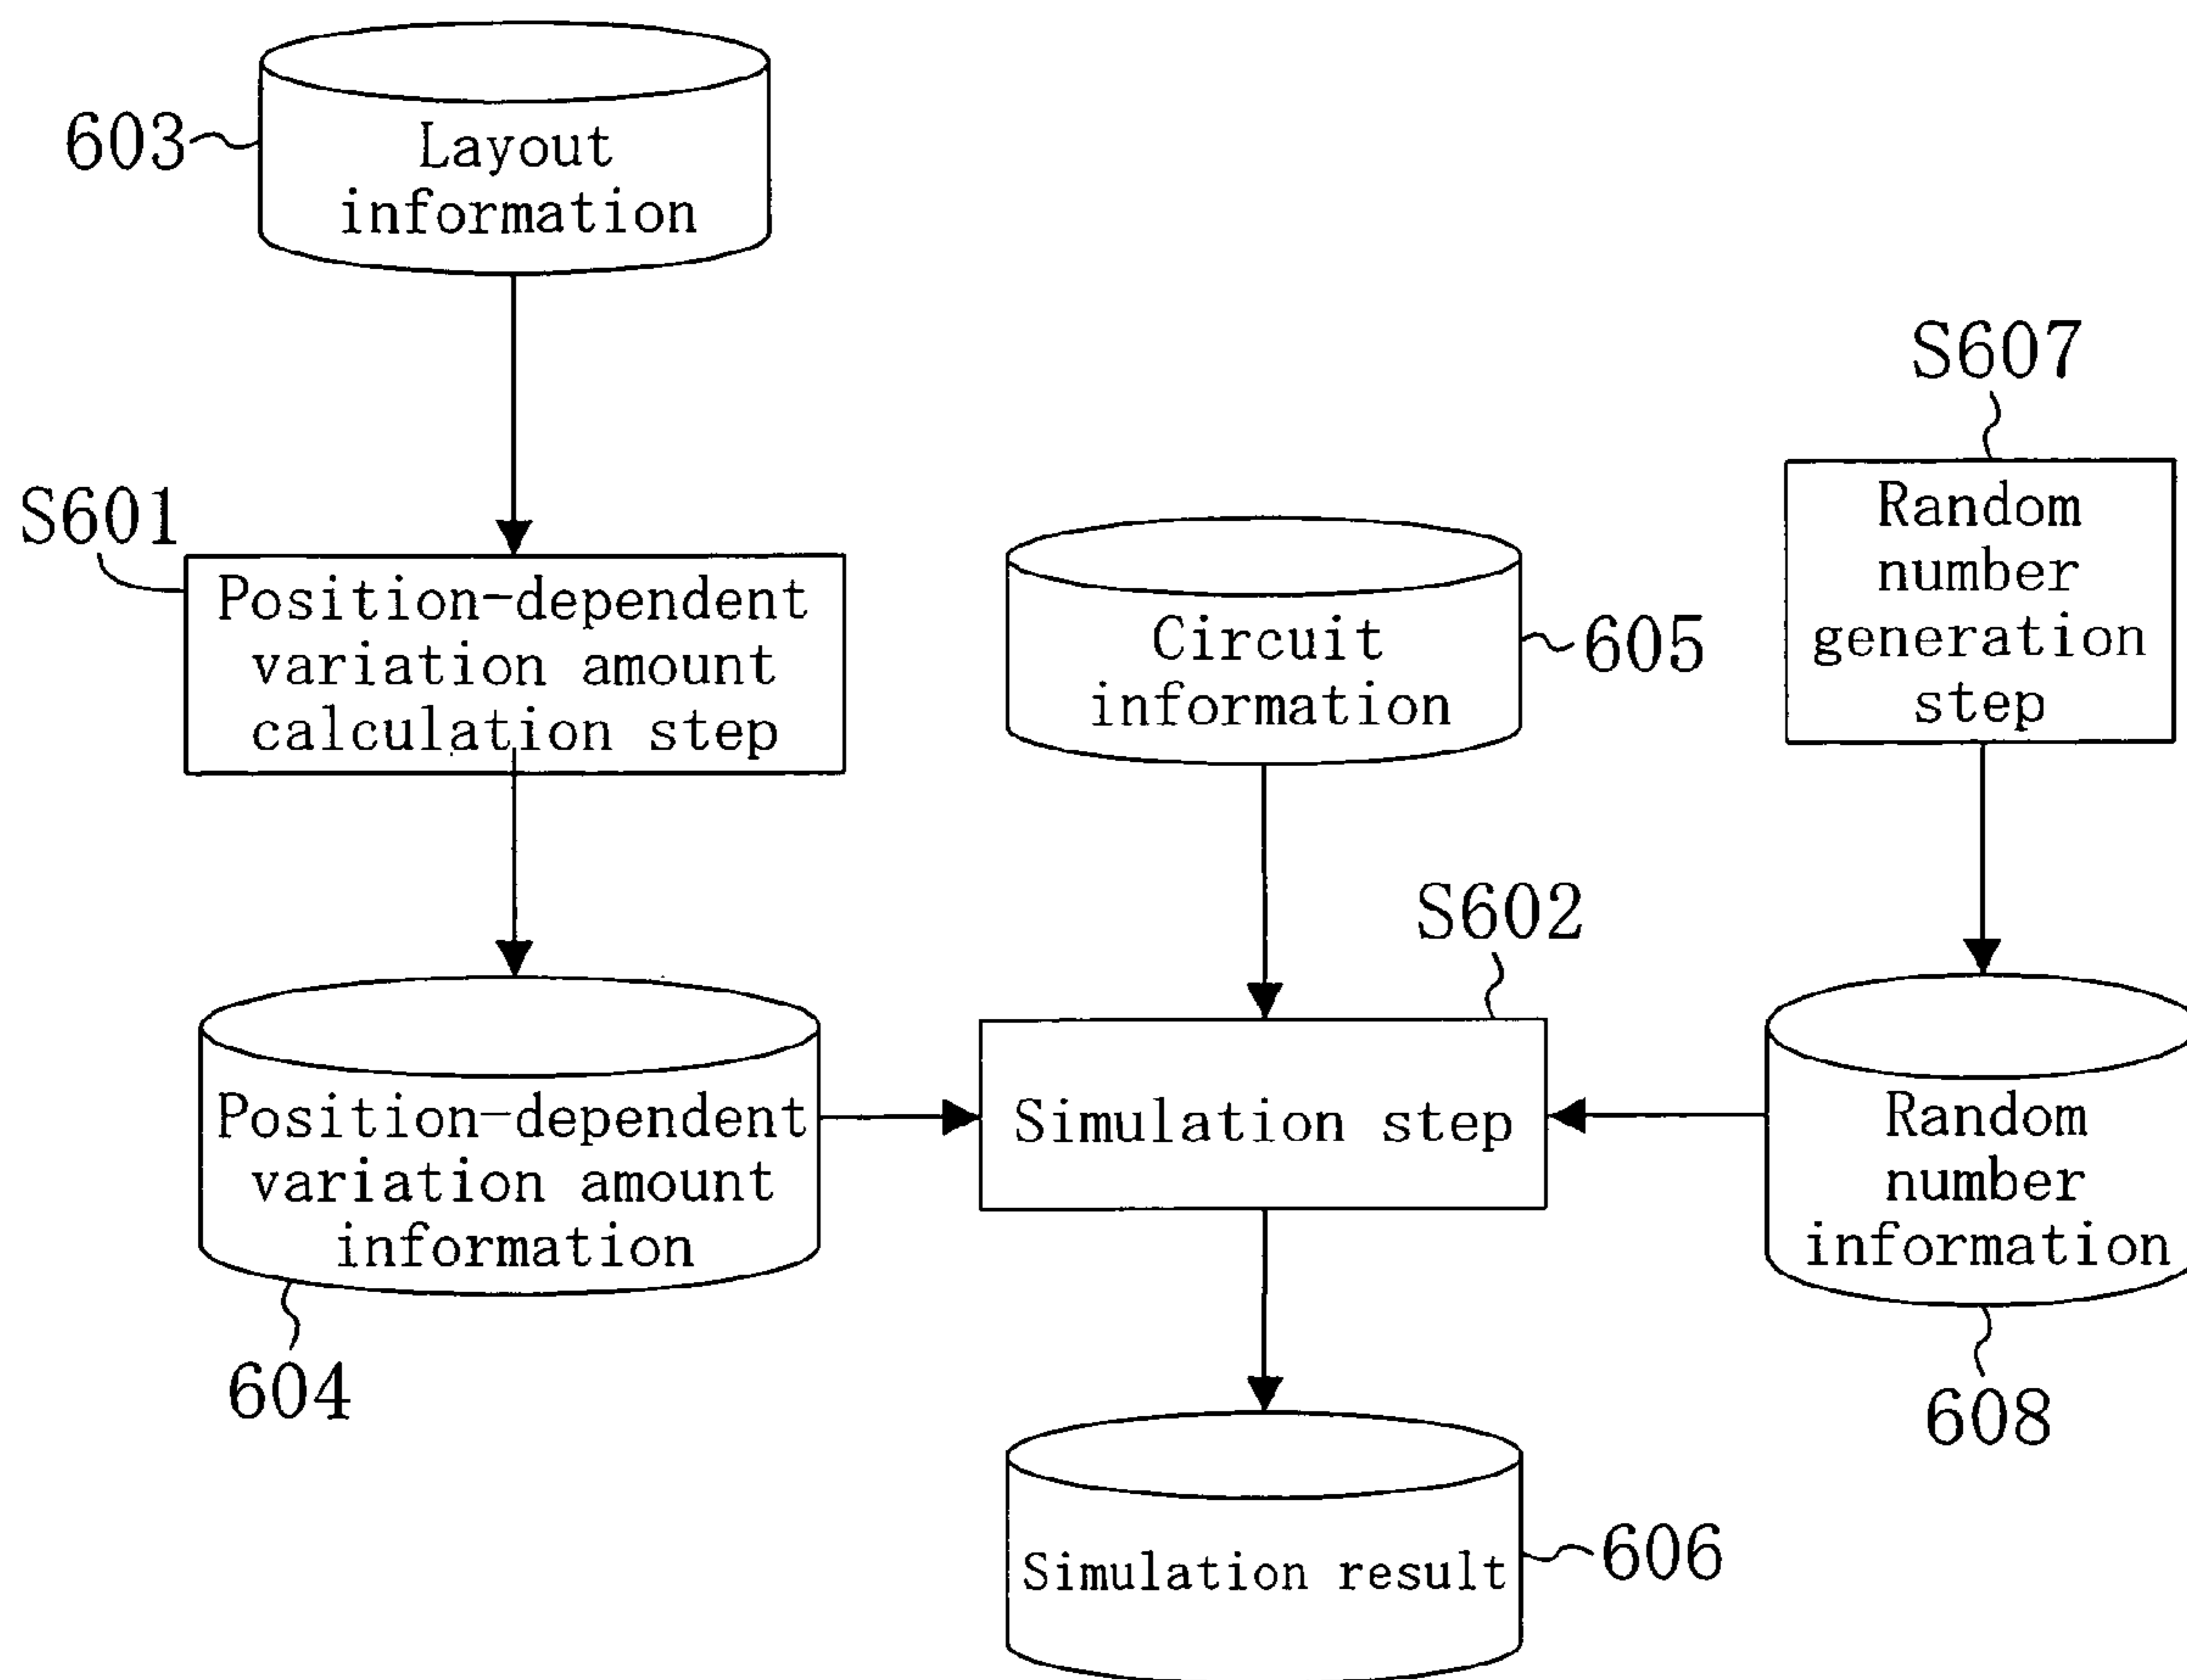 603
Layout
information
S607
S601
Position-dependent
variation amount
calculation step
Circuit
information
605
Random
number
generation
step
S602
Position-dependent
variation amount
information
604
Simulation step
Random
number
information
608
Simulation result
606